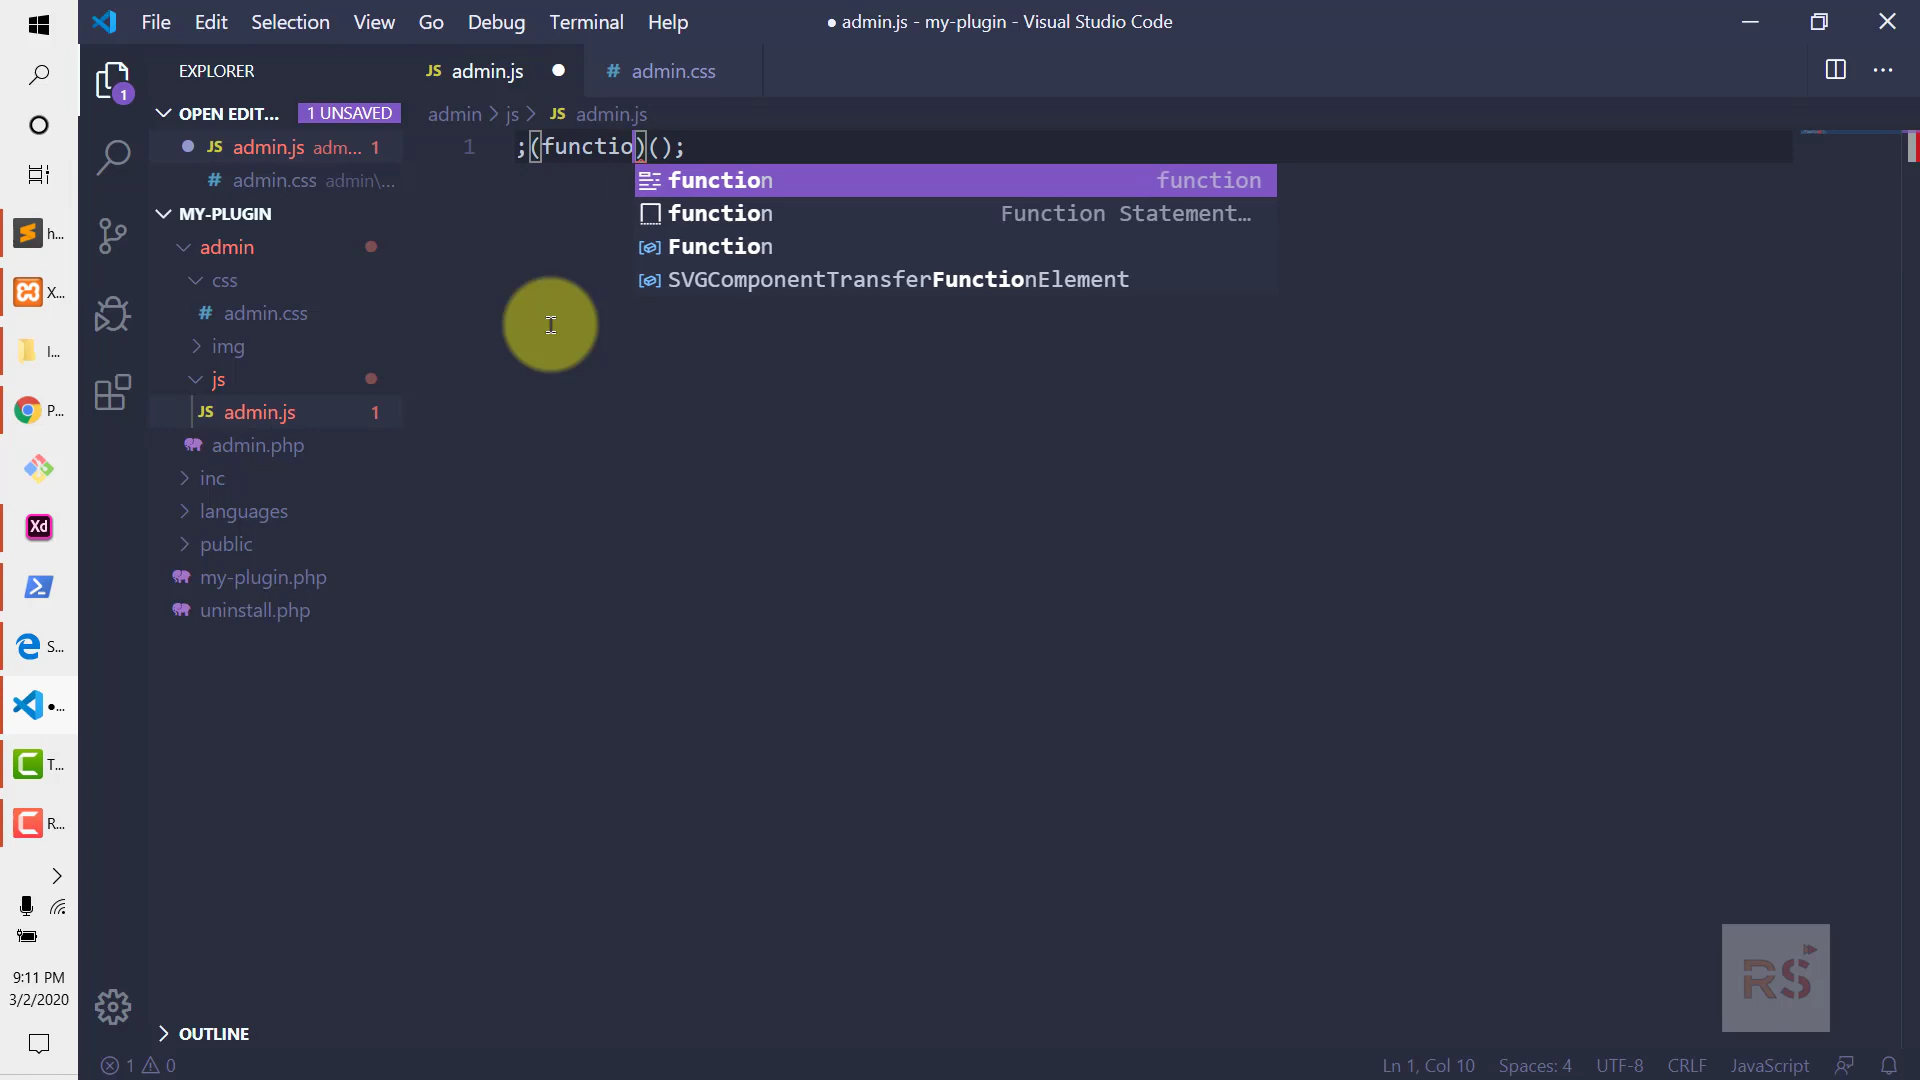 File Edit Selection View Go Debug Terminal Help
● admin.js - my-plugin - Visual Studio Code
EXPLORER
JS admin.js
# admin.css
1
OPEN EDIT... 1 UNSAVED
admin > js > JS admin.js
JS admin.js adm... 1
1 ;(functio)();
# admin.css admin\...
function function
function Function Statement...
Function
SVGComponentTransferFunctionElement
MY-PLUGIN
admin
css
# admin.css
img
js
JS admin.js 1
admin.php
inc
languages
public
my-plugin.php
uninstall.php
OUTLINE
h...
X...
I...
P...
Xd
S...
●...
T...
R...
9:11 PM
3/2/2020
RS
1 0
Ln 1, Col 10 Spaces: 4 UTF-8 CRLF JavaScript